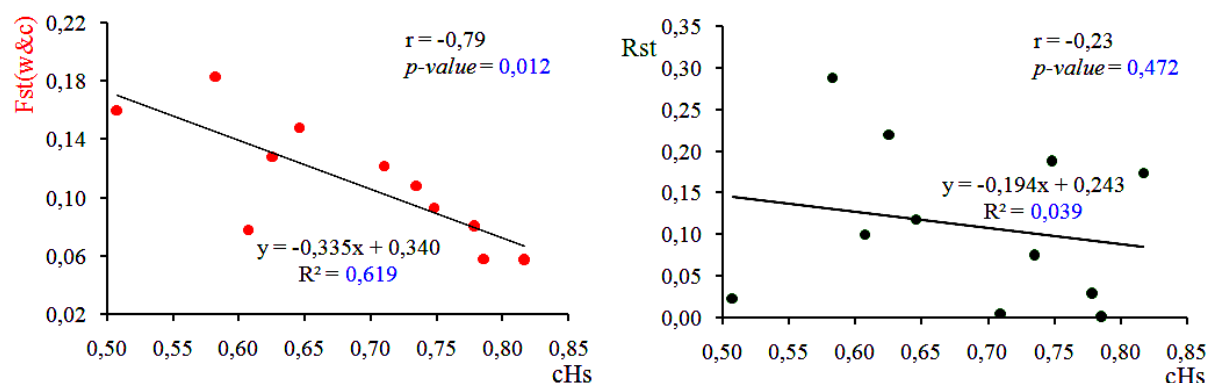 Fst(w&c)
0,22
0,18
0,14
0,10
0,06
0,02
r = -0,79
p-value = 0,012
y = -0,335x + 0,340
R² = 0,619
0,50 0,55 0,60 0,65 0,70 0,75 0,80 0,85
cHs
Rst
0,35
0,30
0,25
0,20
0,15
0,10
0,05
0,00
r = -0,23
p-value = 0,472
y = -0,194x + 0,243
R² = 0,039
0,50 0,55 0,60 0,65 0,70 0,75 0,80 0,85
cHs